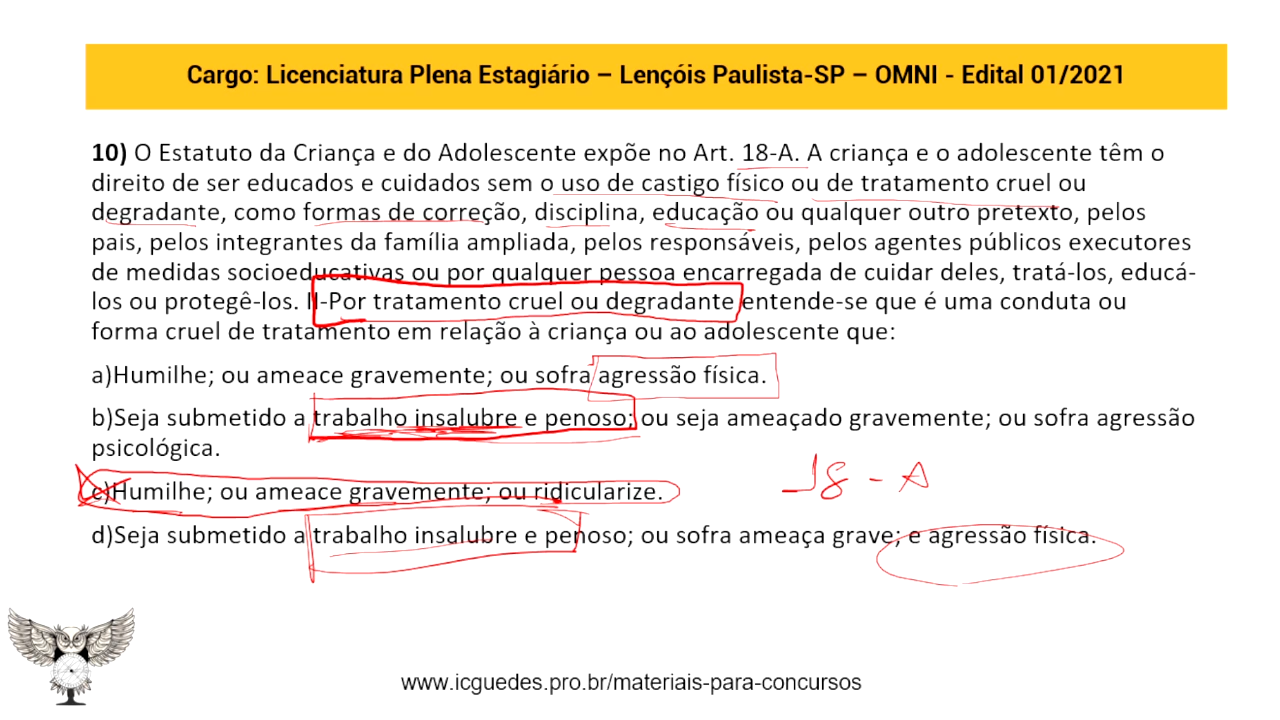 Cargo: Licenciatura Plena Estagiário – Lençóis Paulista-SP – OMNI - Edital 01/2021
10) O Estatuto da Criança e do Adolescente expõe no Art. 18-A. A criança e o adolescente têm o
direito de ser educados e cuidados sem o uso de castigo físico ou de tratamento cruel ou
degradante, como formas de correção, disciplina, educação ou qualquer outro pretexto, pelos
pais, pelos integrantes da família ampliada, pelos responsáveis, pelos agentes públicos executores
de medidas socioeducativas ou por qualquer pessoa encarregada de cuidar deles, tratá-los, educá-
los ou protegê-los. II-Por tratamento cruel ou degradante entende-se que é uma conduta ou
forma cruel de tratamento em relação à criança ou ao adolescente que:
a)Humilhe; ou ameace gravemente; ou sofra agressão física.
b)Seja submetido a trabalho insalubre e penoso; ou seja ameaçado gravemente; ou sofra agressão
psicológica.
c)Humilhe; ou ameace gravemente; ou ridicularize.
18-A
d)Seja submetido a trabalho insalubre e penoso; ou sofra ameaça grave; e agressão física.
www.icguedes.pro.br/materiais-para-concursos